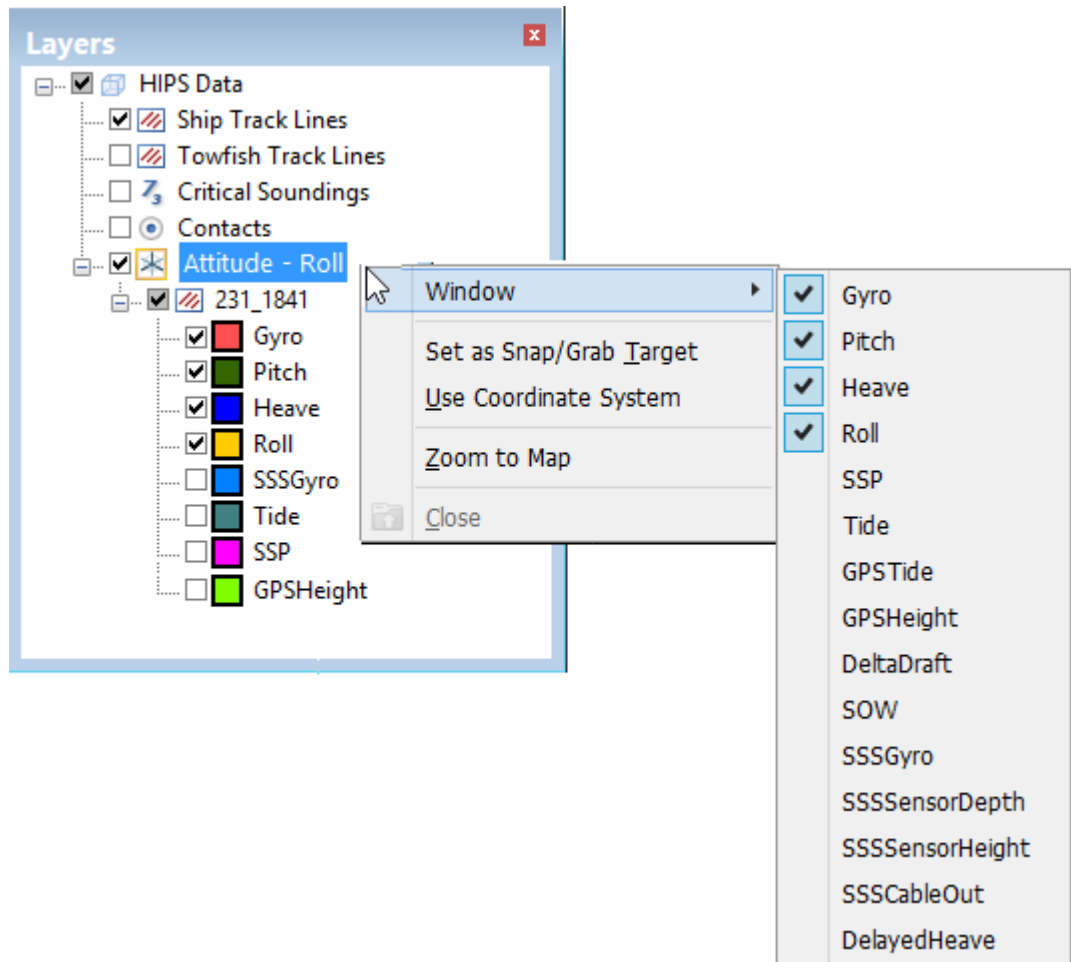 Layers
HIPS Data
Ship Track Lines
Towfish Track Lines
Critical Soundings
Contacts
Attitude - Roll
231_1841
Gyro
Pitch
Heave
Roll
SSSGyro
Tide
SSP
GPSHeight
Window
Set as Snap/Grab Target
Use Coordinate System
Zoom to Map
Close
Gyro
Pitch
Heave
Roll
SSP
Tide
GPSTide
GPSHeight
DeltaDraft
SOW
SSSGyro
SSSSensorDepth
SSSSensorHeight
SSSCableOut
DelayedHeave